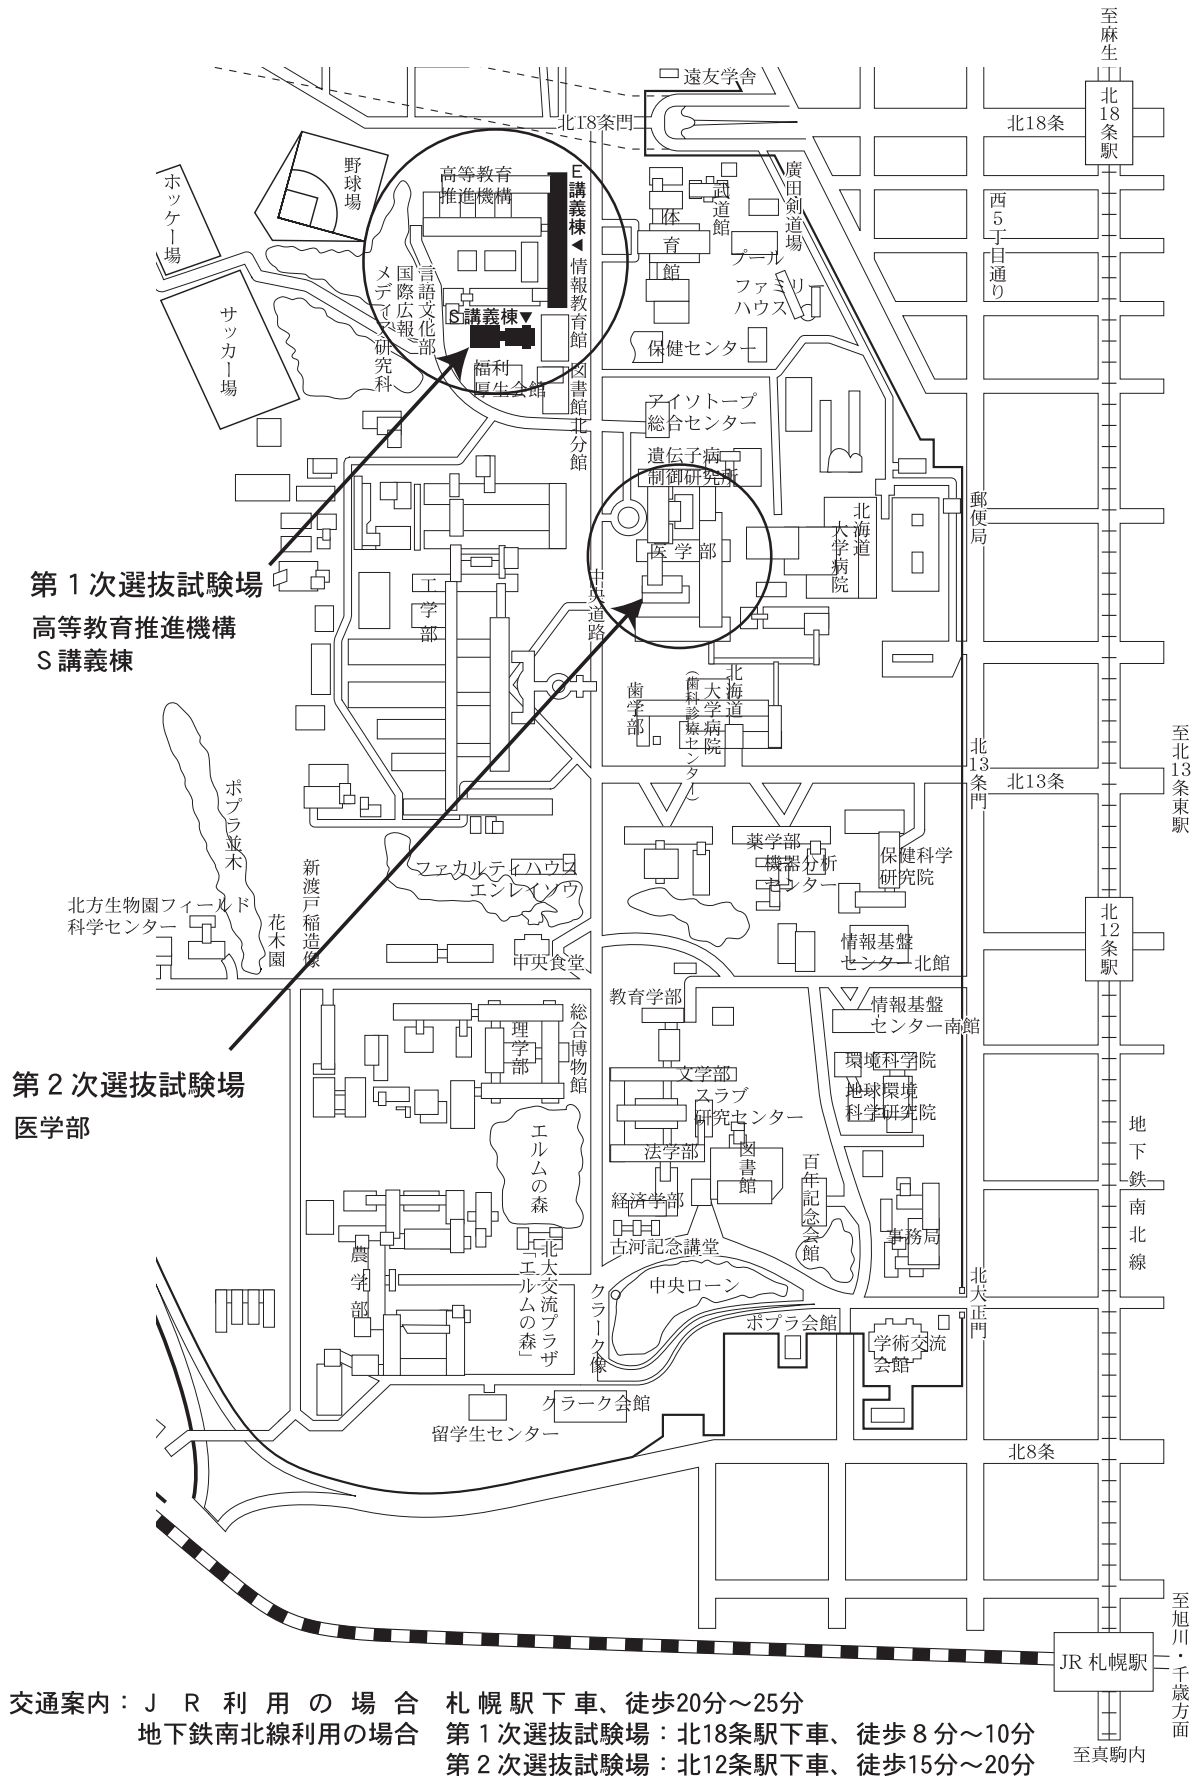 至麻生
遠友学舎
北18条門
北18条
北18条駅
野球場
ホッケー場
サッカー場
高等教育
推進機構
E講義棟◀
情報教育館
S講義棟▼
言語文化部
国際広報
メディア研究科
福利
厚生会館
図書館北分館
体育館
武道館
廣田剣道場
プール
ファミリー
ハウス
西5丁目通り
保健センター
アイソトープ
総合センター
遺伝子病
制御研究所
北海道
大学病院
郵便局
医学部
中央道路
工学部
第1次選抜試験場
高等教育推進機構
S講義棟
歯学部
北海道
大学病院
(歯科診療センター)
北13条門
北13条
至北13条東駅
ポプラ並木
新渡戸稲造像
花木園
北方生物圏フィールド
科学センター
ファカルティハウス
エンレイソウ
薬学部
機器分析
センター
保健科学
研究院
北12条駅
中央食堂
情報基盤
センター北館
教育学部
情報基盤
センター南館
総合博物館
理学部
環境科学院
地球環境
科学研究院
文学部
スラブ
研究センター
第2次選抜試験場
医学部
エルムの森
法学部
図書館
百年記念会館
地下鉄南北線
経済学部
事務局
古河記念講堂
農学部
北大交流プラザ
「エルムの森」
クラーク像
中央ローン
北大正門
ポプラ会館
学術交流
会館
クラーク会館
留学生センター
北8条
至旭川・千歳方面
JR札幌駅
至真駒内
交通案内：JR利用の場合 札幌駅下車、徒歩20分〜25分
地下鉄南北線利用の場合 第1次選抜試験場：北18条駅下車、徒歩8分〜10分
第2次選抜試験場：北12条駅下車、徒歩15分〜20分